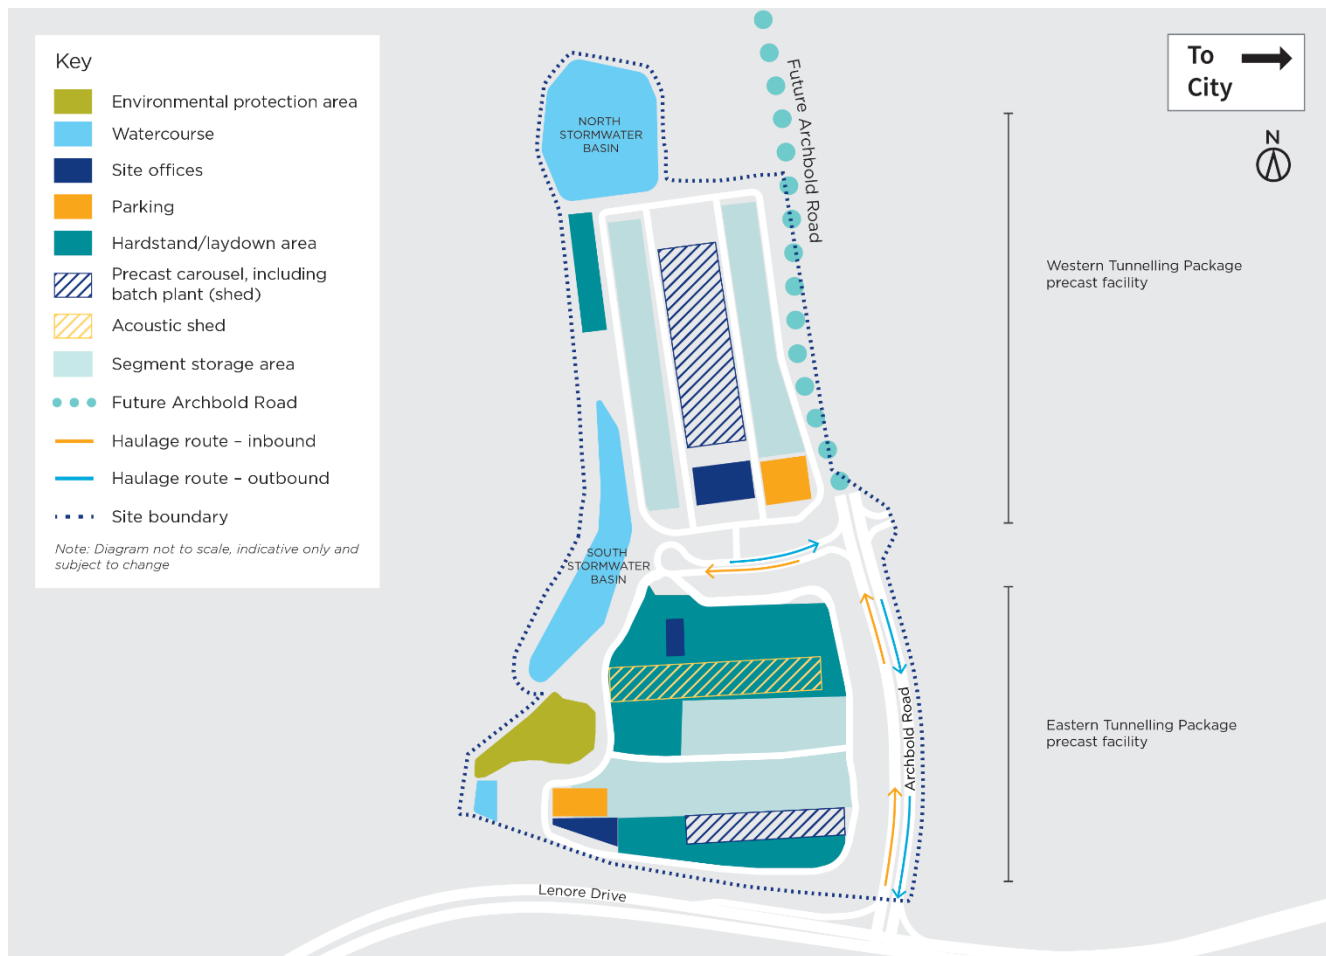 Key
Environmental protection area
Watercourse
Site offices
Parking
Hardstand/laydown area
Precast carousel, including
batch plant (shed)
Acoustic shed
Segment storage area
Future Archbold Road
Haulage route – inbound
Haulage route – outbound
Site boundary
Note: Diagram not to scale, indicative only and
subject to change
NORTH
STORMWATER
BASIN
Future Archbold Road
To
City
N
Western Tunnelling Package
precast facility
SOUTH
STORMWATER
BASIN
Archbold Road
Eastern Tunnelling Package
precast facility
Lenore Drive